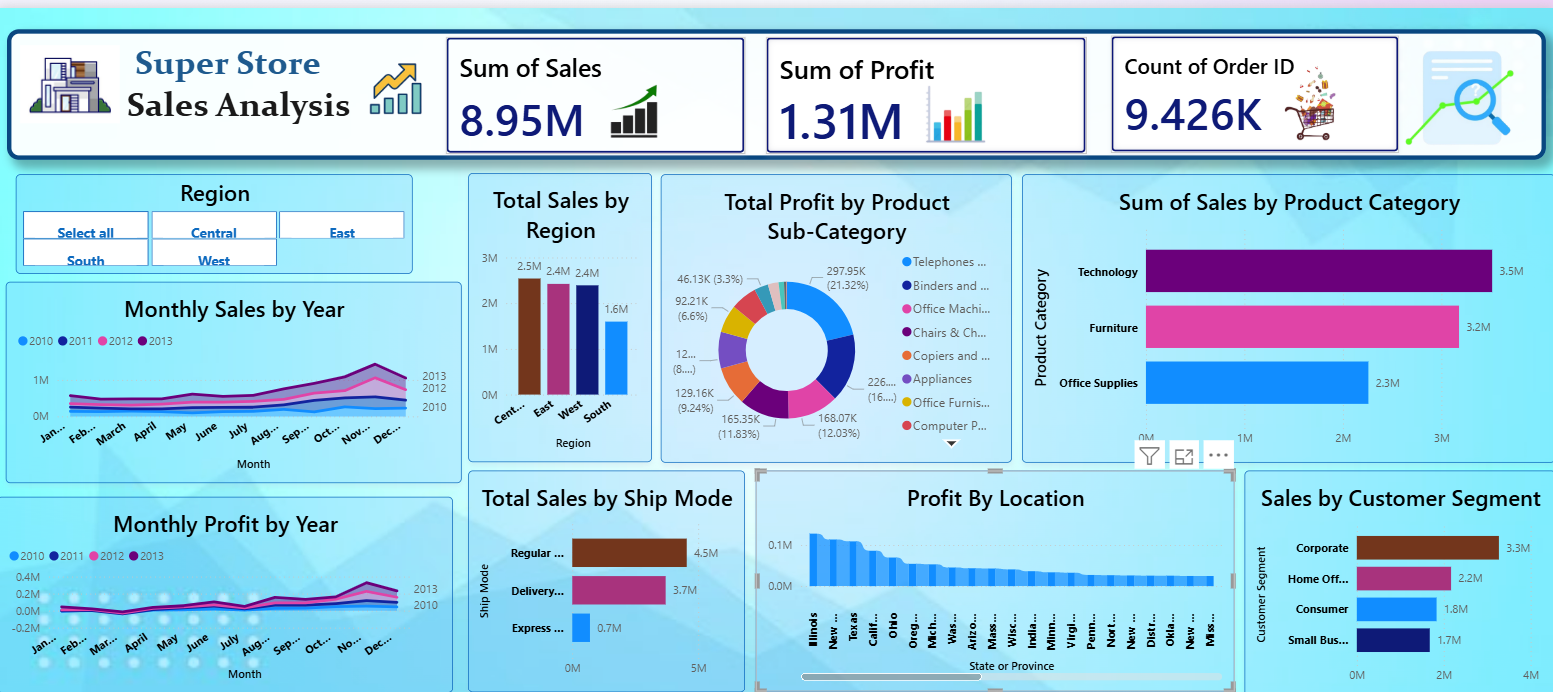 Super Store
Sales Analysis
Sum of Sales
8.95M
Sum of Profit
1.31M
Count of Order ID
9.426K
Region
Select all
Central
East
South
West
Monthly Sales by Year
2010 2011 2012 2013
1M
0M
2013
2012
2010
Jan... Feb... March April May June July Aug... Sep... Oct... Nov... Dec...
Month
Monthly Profit by Year
2010 2011 2012 2013
0.4M
0.2M
0.0M
-0.2M
2013
2010
Jan... Feb... Mar... April May June July Aug... Sep... Oct... No... Dec...
Month
Total Sales by
Region
3M
2M
1M
0M
2.5M 2.4M 2.4M 1.6M
Cent... East West South
Region
Total Profit by Product
Sub-Category
297.95K
(21.32%)
226....
(16....)
168.07K
(12.03%)
165.35K
(11.83%)
129.16K
(9.24%)
12...
(8....)
92.21K
(6.6%)
46.13K (3.3%)
Telephones ...
Binders and ...
Office Machi...
Chairs & Ch...
Copiers and ...
Appliances
Office Furnis...
Computer P...
Sum of Sales by Product Category
Product Category
Technology 3.5M
Furniture 3.2M
Office Supplies 2.3M
0M 1M 2M 3M
Total Sales by Ship Mode
Ship Mode
Regular ... 4.5M
Delivery... 3.7M
Express ... 0.7M
0M 5M
Profit By Location
0.1M
0.0M
Illinois New ... Texas Calif... Ohio Oreg... Mich... Was... Arizo... Mass... Wisc... India... Minn... Virgi... Penn... Nort... New ... Distr... Okla... New ... Miss...
State or Province
Sales by Customer Segment
Customer Segment
Corporate 3.3M
Home Off... 2.2M
Consumer 1.8M
Small Bus... 1.7M
0M 2M 4M